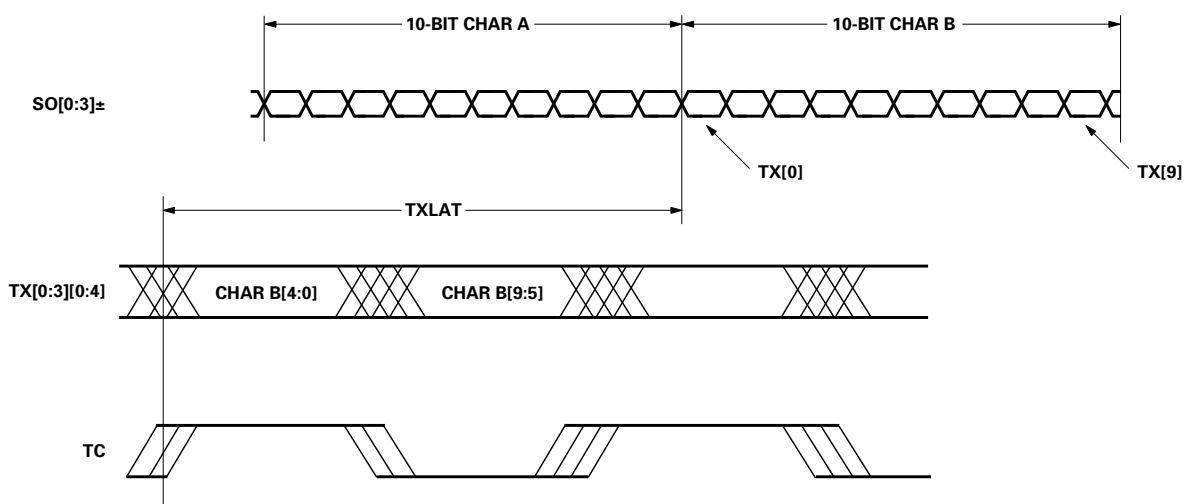 10-BIT CHAR A
10-BIT CHAR B
SO[0:3]±
TX[0]
TX[9]
TXLAT
TX[0:3][0:4]
CHAR B[4:0]
CHAR B[9:5]
TC